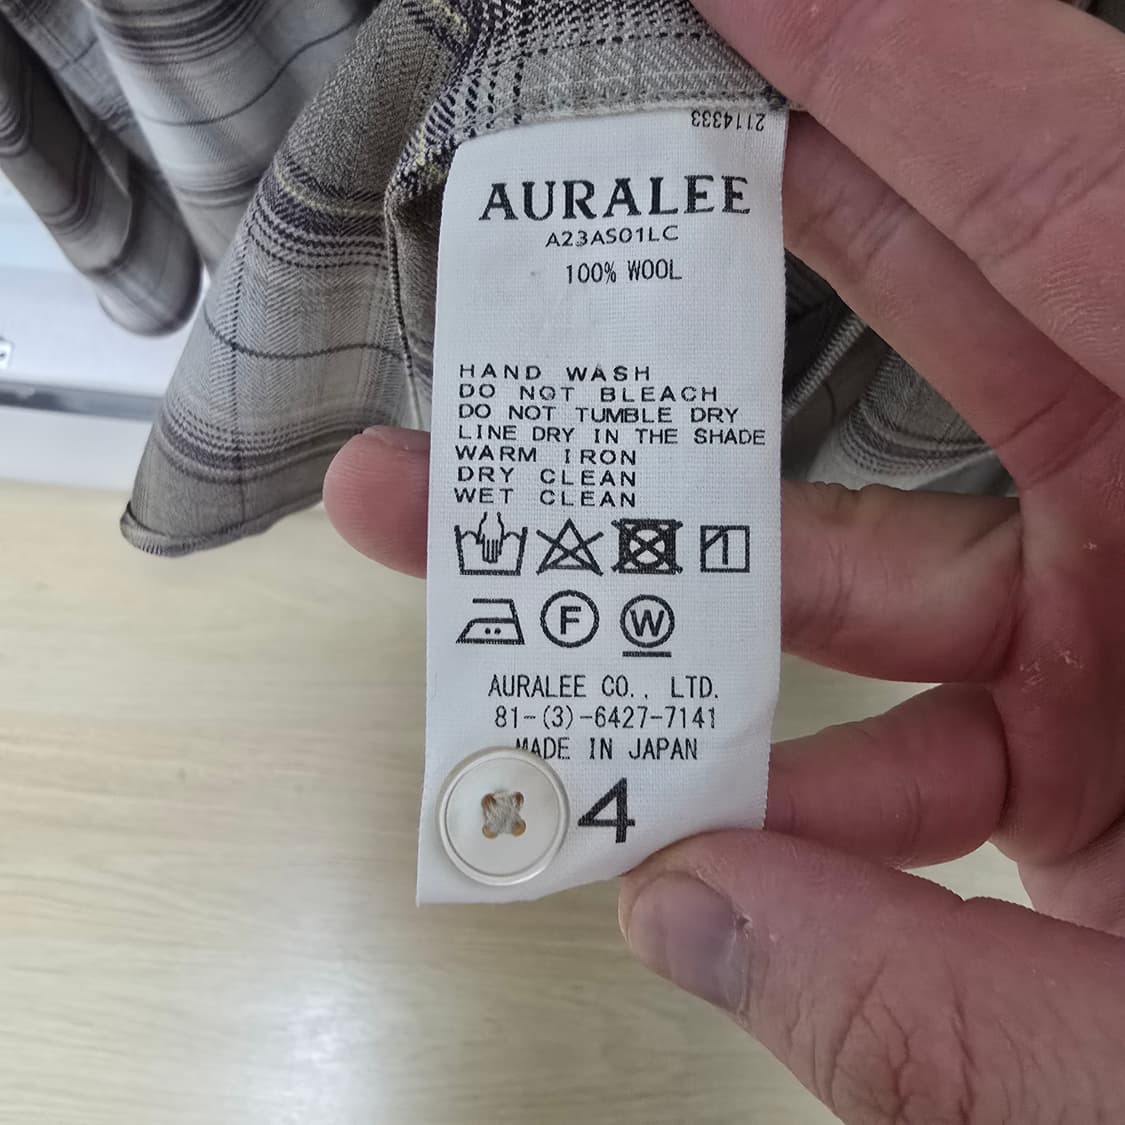 2114333
AURALEE
A23AS01LC
100% WOOL
HAND WASH
DO NOT BLEACH
DO NOT TUMBLE DRY
LINE DRY IN THE SHADE
WARM IRON
DRY CLEAN
WET CLEAN
F W
AURALEE CO., LTD.
81-(3)-6427-7141
MADE IN JAPAN
4